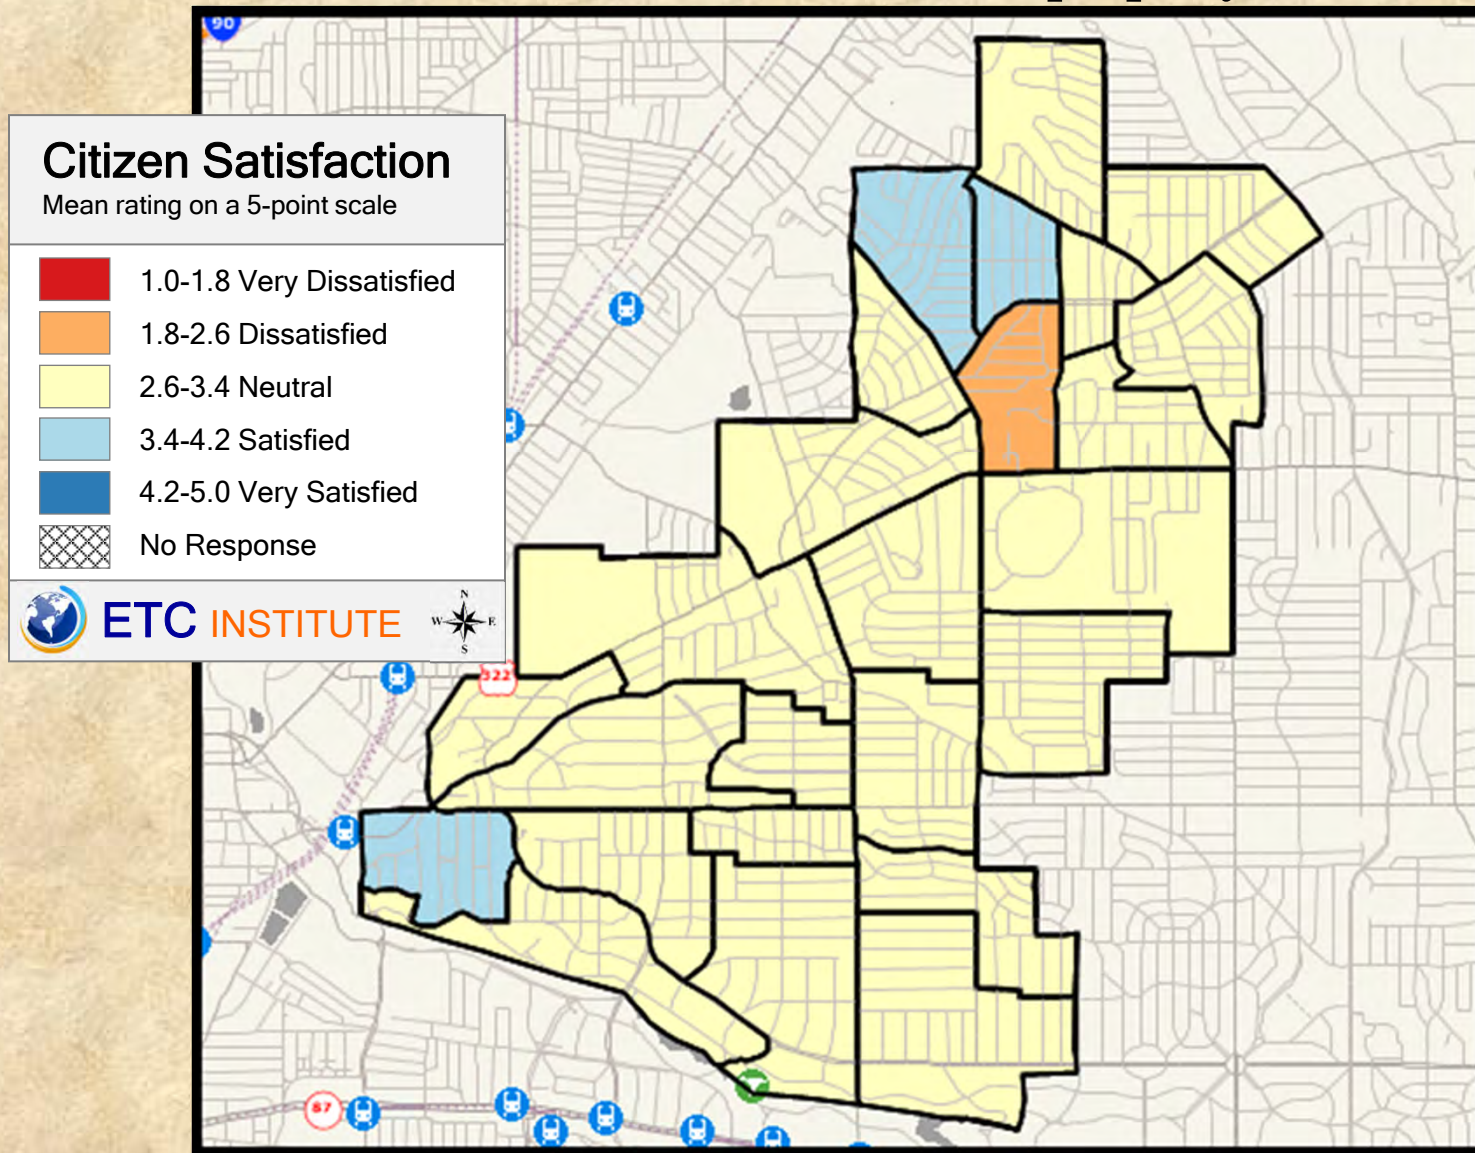 90
Citizen Satisfaction
Mean rating on a 5-point scale
1.0-1.8 Very Dissatisfied
1.8-2.6 Dissatisfied
2.6-3.4 Neutral
3.4-4.2 Satisfied
4.2-5.0 Very Satisfied
No Response
ETC INSTITUTE
N
W E
S
322
87